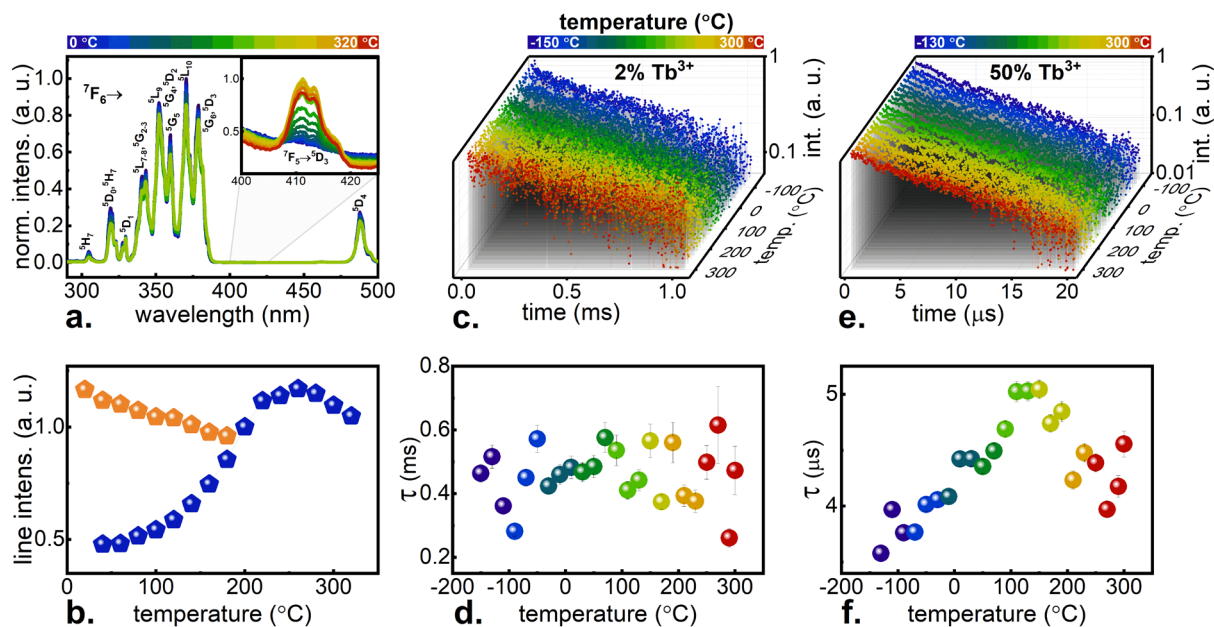 temperature (°C)
0 °C
320 °C
-150 °C
300 °C
-130 °C
300 °C
norm. intens. (a. u.)
1.0
0.8
0.6
0.4
0.2
0.0
⁷F₆→
⁵H₇
⁵D₀,⁵H₇
⁵D₁
⁵L₇₋₈,⁵G₂₋₃
⁵L₉
⁵G₅
⁵G₄,⁵D₂
⁵L₁₀
⁵G₆,⁵D₃
⁵D₄
1.0
0.5
⁷F₅→⁵D₃
400
410
420
300
350
400
450
500
a.
wavelength (nm)
2% Tb³⁺
1
0.1
int. (a. u.)
-100
0
100
200
300
temp. (°C)
0.0
0.5
1.0
c.
time (ms)
50% Tb³⁺
1
0.1
0.01
int. (a. u.)
-100
0
100
200
300
temp. (°C)
0
5
10
15
20
e.
time (μs)
line intens. (a. u.)
1.0
0.5
0
100
200
300
b.
temperature (°C)
τ (ms)
0.8
0.6
0.4
0.2
-200
-100
0
100
200
300
d.
temperature (°C)
τ (μs)
5
4
-200
-100
0
100
200
300
f.
temperature (°C)